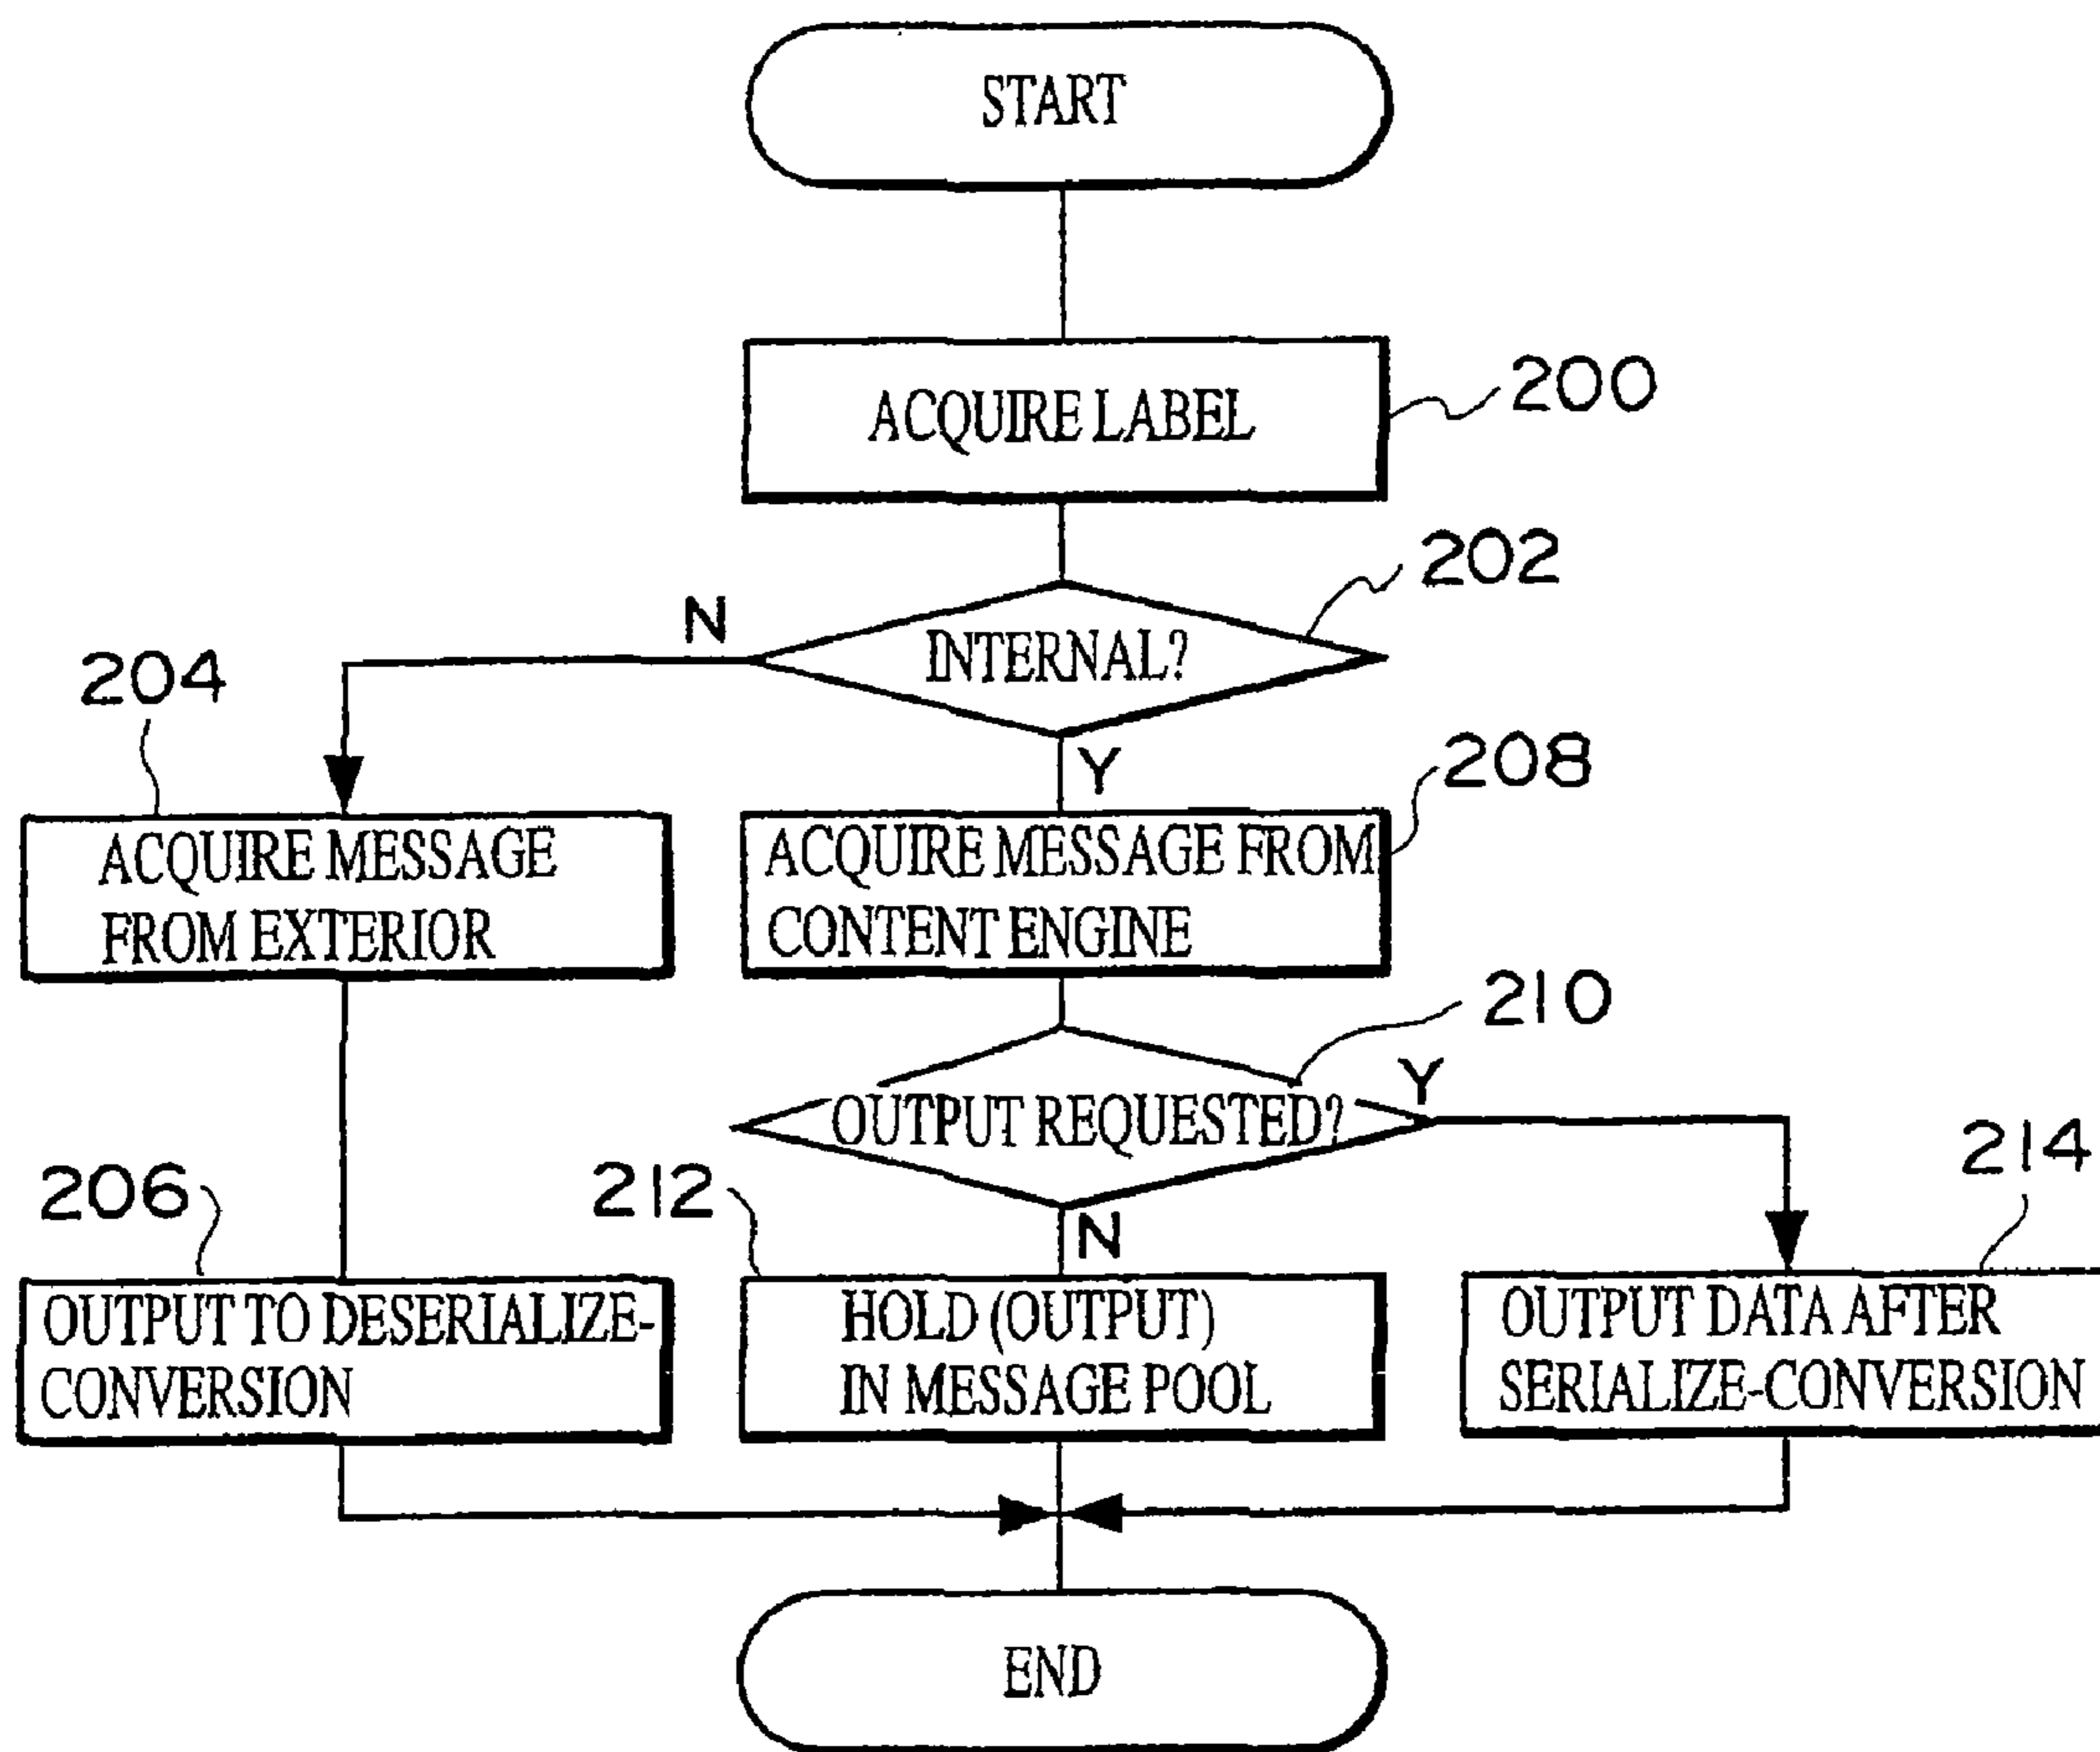 START
ACQUIRE LABEL
200
202
N
INTERNAL?
204
Y
208
ACQUIRE MESSAGE
FROM EXTERIOR
ACQUIRE MESSAGE FROM
CONTENT ENGINE
210
Y
OUTPUT REQUESTED?
214
206
212
N
OUTPUT TO DESERIALIZE-
CONVERSION
HOLD (OUTPUT)
IN MESSAGE POOL
OUTPUT DATA AFTER
SERIALIZE-CONVERSION
END